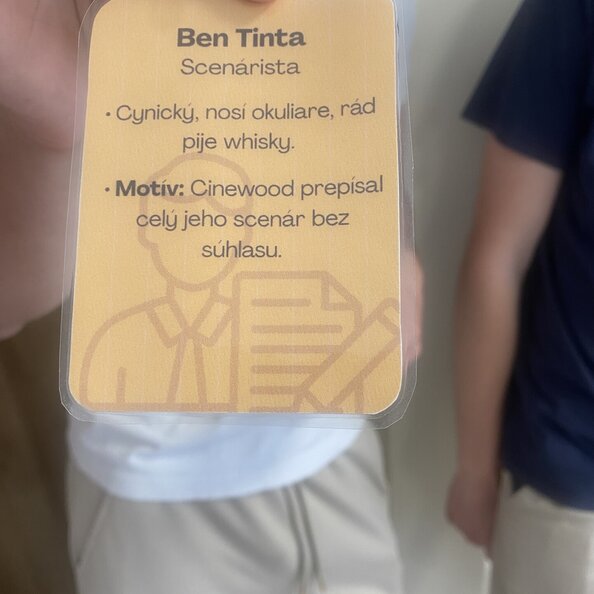 Ben Tinta
Scenárista
• Cynický, nosí okuliare, rád
pije whisky.
• Motív: Cinewood prepísal
celý jeho scenár bez
súhlasu.